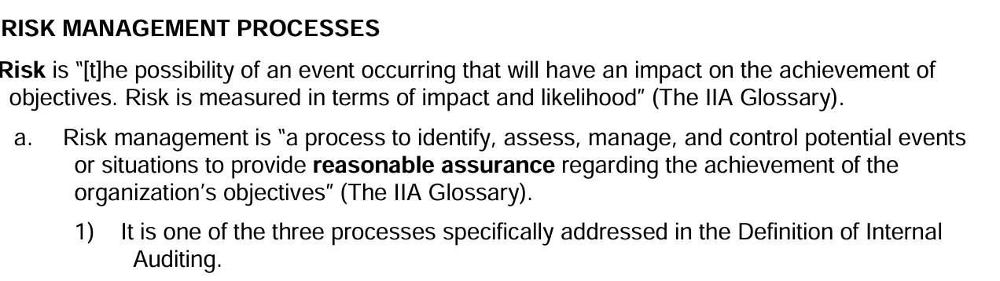 RISK MANAGEMENT PROCESSES
Risk is “[t]he possibility of an event occurring that will have an impact on the achievement of
objectives. Risk is measured in terms of impact and likelihood” (The IIA Glossary).
a. Risk management is “a process to identify, assess, manage, and control potential events
or situations to provide reasonable assurance regarding the achievement of the
organization’s objectives” (The IIA Glossary).
1) It is one of the three processes specifically addressed in the Definition of Internal
Auditing.